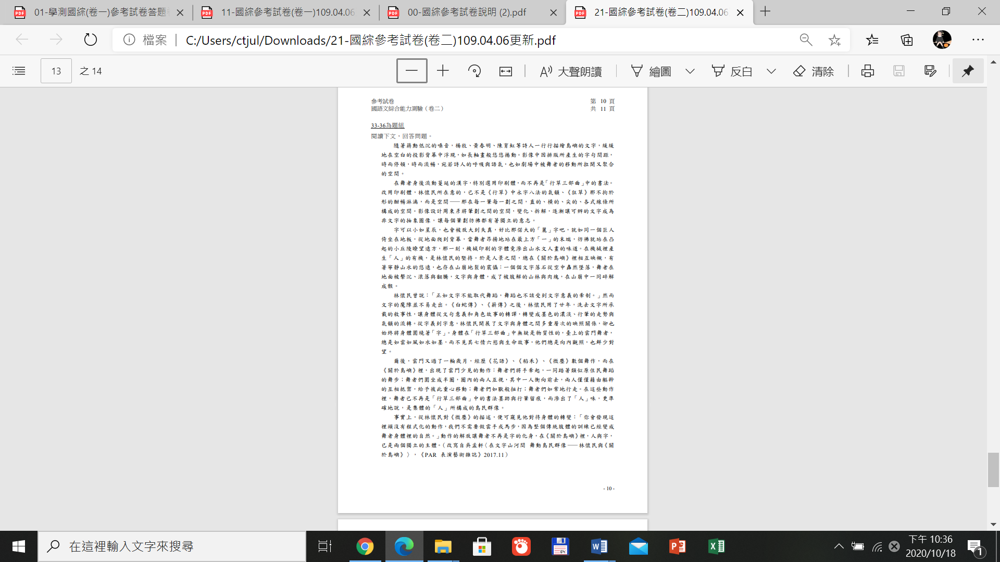 01-學測國綜(卷一)參考試卷答題
11-國綜參考試卷(卷一)109.04.06
00-國綜參考試卷說明 (2).pdf
21-國綜參考試卷(卷二)109.04.06
檔案
C:/Users/ctjul/Downloads/21-國綜參考試卷(卷二)109.04.06更新.pdf
13 之 14
大聲朗讀
繪圖
反白
清除
參考試卷
國語文綜合能力測驗（卷二）
第 10 頁
共 11 頁
33-36為題組
閱讀下文，回答問題。
隨著蔣勳低沉的嗓音，楊牧、黃春明、陳育虹等詩人一行行描繪島嶼的文字，緩緩
地在空白的投影背幕中浮現，如長軸畫般悠悠捲動。影像中因排版所產生的字句間距，
時而停頓，時而流暢，宛若詩人的呼吸與語氣，也如劇場中被舞者的移動所拉開又聚合
的空間。
在舞者身後流動蔓延的漢字，特別選用印刷體，而不再是「行草三部曲」中的書法。
改用印刷體，林懷民所在意的，已不是《行草》中永字八法的氣韻、《狂草》那不拘於
形的酣暢淋漓，而是空間——那在每一筆每一劃之間，直的、橫的、尖的、各式線條所
構成的空間。影像設計周東彥將筆劃之間的空間，變化、拆解，逐漸讓可辨的文字成為
非文字的抽象圖像，讓每個筆劃彷彿都有著獨立的意志。
字可以小如星辰，也會被放大到失真，好比那偌大的「麗」字吧，就如同一個巨人
倚坐在地板，從地面爬到背幕，當舞者昂揚地站在最上方「一」的末端，彷彿就站在凸
起的小丘陵瞭望遠方，那一刻，機械印刷的字體竟滲出山水文人畫的味道。在機械裡產
生「人」的有機，是林懷民的堅持。於是人景之間，總在《關於島嶼》裡相互映襯，有
著寧靜山水的悠遠，也存在山崩地裂的震懾：一個個文字落石從空中轟然墜落，舞者在
地面被擊沉、滾落與翻騰，文字與身體，成了被肢解的山林與肉塊，在山崩中一同碎解
成骸。
林懷民曾說：「正如文字不能取代舞蹈，舞蹈也不該受到文字意義的牽制。」然而
文字的魔障並不易走出。《白蛇傳》、《薪傳》之後，林懷民用了廿年，洗去文字所承
載的敘事性，讓身體從文句意義和角色故事的轉譯，轉變成墨色的濃淡、行筆的走勢與
氣韻的流轉。從字義到字意，林懷民開展了文字與身體之間多重層次的映照關係，卻也
始終將身體圍繞著「字」。身體在「行草三部曲」中無疑是物質性的，臺上的雲門舞者，
總是如雲如風如水如墨，而不見其七情六慾與生命故事，他們總是向內觀照，也鮮少對
望。
爾後，雲門又過了一輪歲月，經歷《花語》、《稻禾》、《微塵》數個舞作，而在
《關於島嶼》裡，出現了雲門少見的動作：舞者們將手牽起，一同踏著類似原住民舞蹈
的舞步；舞者們圍坐成半圈，圈內的兩人互視，其中一人衝向前去，兩人僅僅藉由軀幹
的互相抵禦，給予彼此重心移動；舞者們如獸般扭打；舞者們如常地行走。在這些動作
裡，舞者已不再是「行草三部曲」中的書法墨跡與行筆留痕，而滲出了「人」味，更準
確地說，是集體的「人」所構成的島民群像。
事實上，從林懷民對《微塵》的描述，便可窺見他對待身體的轉變：「你會發現這
裡頭沒有程式化的動作，我們不需要做雲手或馬步，因為整個傳統肢體的訓練已經變成
舞者身體裡的自然。」動作的解放讓舞者不再是字的化身，在《關於島嶼》裡，人與字，
已是兩個獨立的主體。（改寫自吳孟軒〈在文字山河間 舞動島民群像——林懷民與《關
於島嶼》〉，《PAR 表演藝術雜誌》2017.11）
- 10 -
在這裡輸入文字來搜尋
下午 10:36
2020/10/18
1